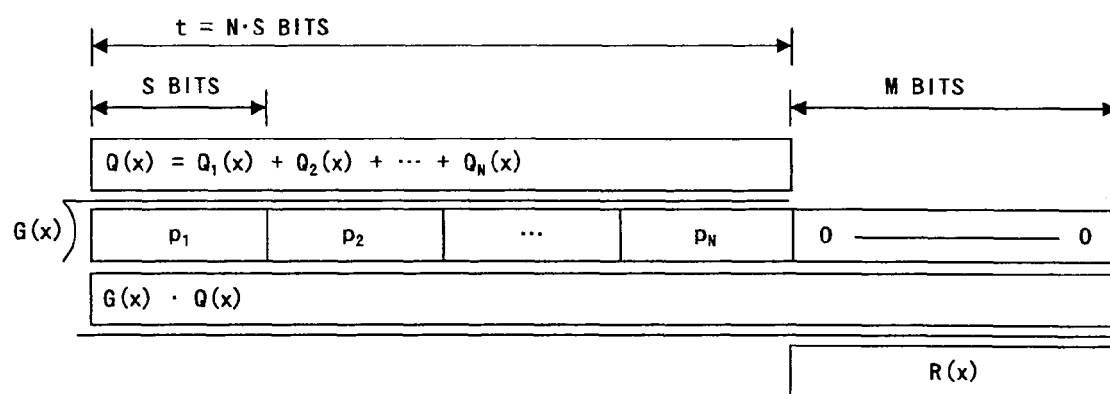 t = N·S BITS
S BITS
M BITS
Q(x) = Q₁(x) + Q₂(x) + ··· + Q_N(x)
G(x) p₁ p₂ ··· p_N 0 0
G(x) · Q(x)
R(x)